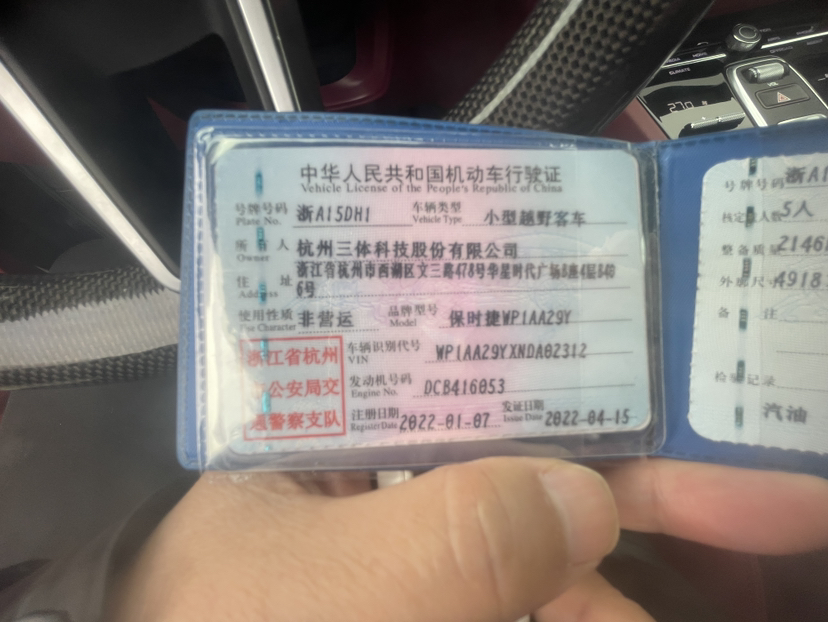 中华人民共和国机动车行驶证
Vehicle License of the People's Republic of China
号牌号码 浙A15DH1 车辆类型 小型越野客车
Plate No. Vehicle Type
所有人 杭州三体科技股份有限公司
Owner
住址 浙江省杭州市西湖区文三路478号华星时代广场B座4层B40
Address 6号
使用性质 非营运 品牌型号 保时捷WP1AA29Y
Use Character Model
浙江省杭州
市公安局交
通警察支队
车辆识别代号 WP1AA29YXNDA02312
VIN
发动机号码 DCB416053
Engine No.
注册日期 2022-01-07 发证日期 2022-04-15
Register Date Issue Date
号牌号码 浙A1
核定载人数 5人
整备质量 2146
外廓尺寸 4918
备注
检验记录
汽油
CLIMATE